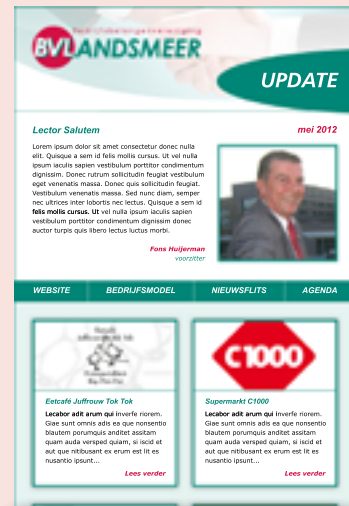 Bedrijfsbelangenvereniging
BVLANDSMEER
UPDATE
Lector Salutem
mei 2012
Lorem ipsum dolor sit amet consectetur donec nulla
elit. Quisque a sem id felis mollis cursus. Ut vel nulla
ipsum iaculis sapien vestibulum porttitor condimentum
dignissim. Donec rutrum sollicitudin feugiat vestibulum
eget venenatis massa. Donec quis sollicitudin feugiat.
Vestibulum venenatis massa. Sed nunc diam, semper
nec ultrices inter lobortis nec lectus. Quisque a sem id
felis mollis cursus. Ut vel nulla ipsum iaculis sapien
vestibulum porttitor condimentum dignissim donec
auctor turpis quis libero lectus luctus morbi.
Fons Huijerman
voorzitter
WEBSITE
BEDRIJFSMODEL
NIEUWSFLITS
AGENDA
Eetcafé
C1000
Eetcafé Juffrouw Tok Tok
Lecabor adit arum qui inverfe riorem.
Giae sunt omnis adis ea que nonsentio
blautem porumquis anditet assitam
quam auda versped quiam, si iscid et
aut que nitibusant ex erum est lit es
nusantio ipsunt...
Lees verder
Supermarkt C1000
Lecabor adit arum qui inverfe riorem.
Giae sunt omnis adis ea que nonsentio
blautem porumquis anditet assitam
quam auda versped quiam, si iscid et
aut que nitibusant ex erum est lit es
nusantio ipsunt...
Lees verder